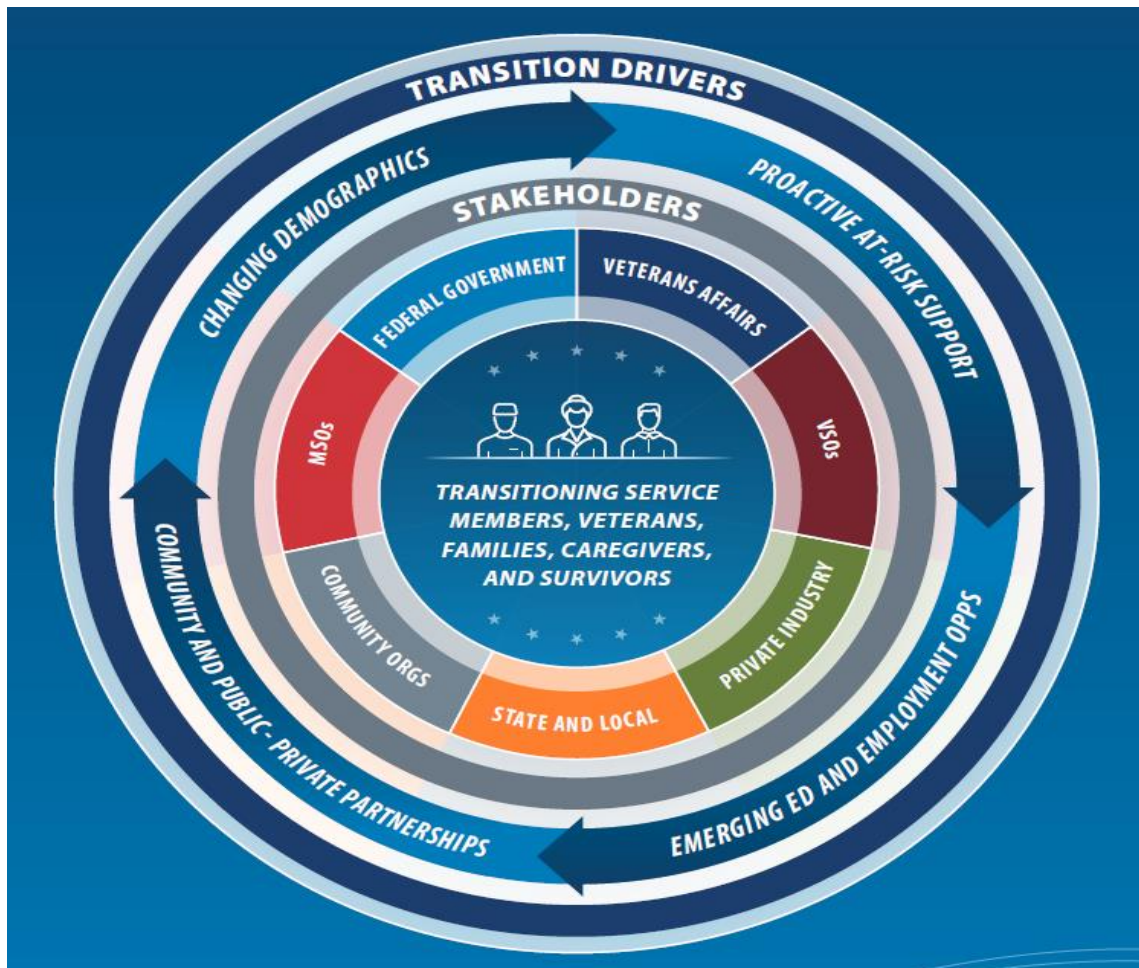 TRANSITION DRIVERS
CHANGING DEMOGRAPHICS
PROACTIVE AT-RISK SUPPORT
EMERGING ED AND EMPLOYMENT OPPS
COMMUNITY AND PUBLIC- PRIVATE PARTNERSHIPS
STAKEHOLDERS
FEDERAL GOVERNMENT
VETERANS AFFAIRS
VSOs
PRIVATE INDUSTRY
STATE AND LOCAL
COMMUNITY ORGS
MSOs
TRANSITIONING SERVICE
MEMBERS, VETERANS,
FAMILIES, CAREGIVERS,
AND SURVIVORS